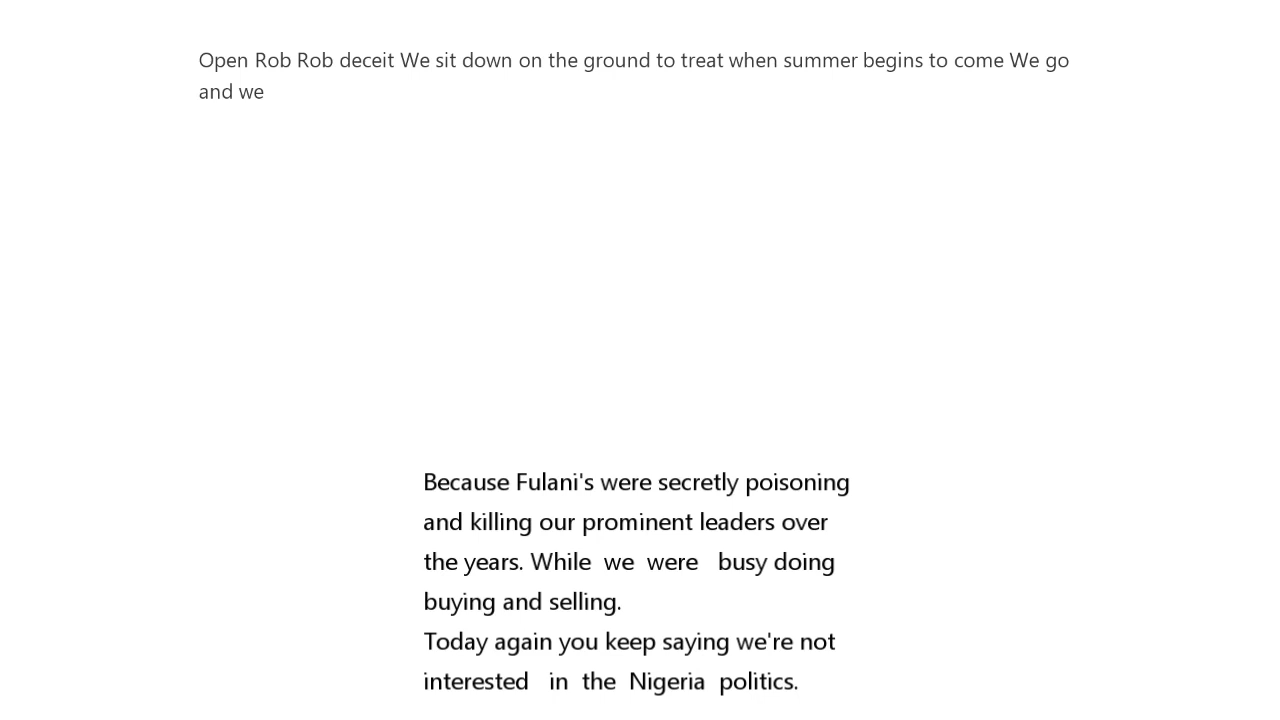 Open Rob Rob deceit We sit down on the ground to treat when summer begins to come We go
and we
Because Fulani's were secretly poisoning
and killing our prominent leaders over
the years. While we were busy doing
buying and selling.
Today again you keep saying we're not
interested in the Nigeria politics.